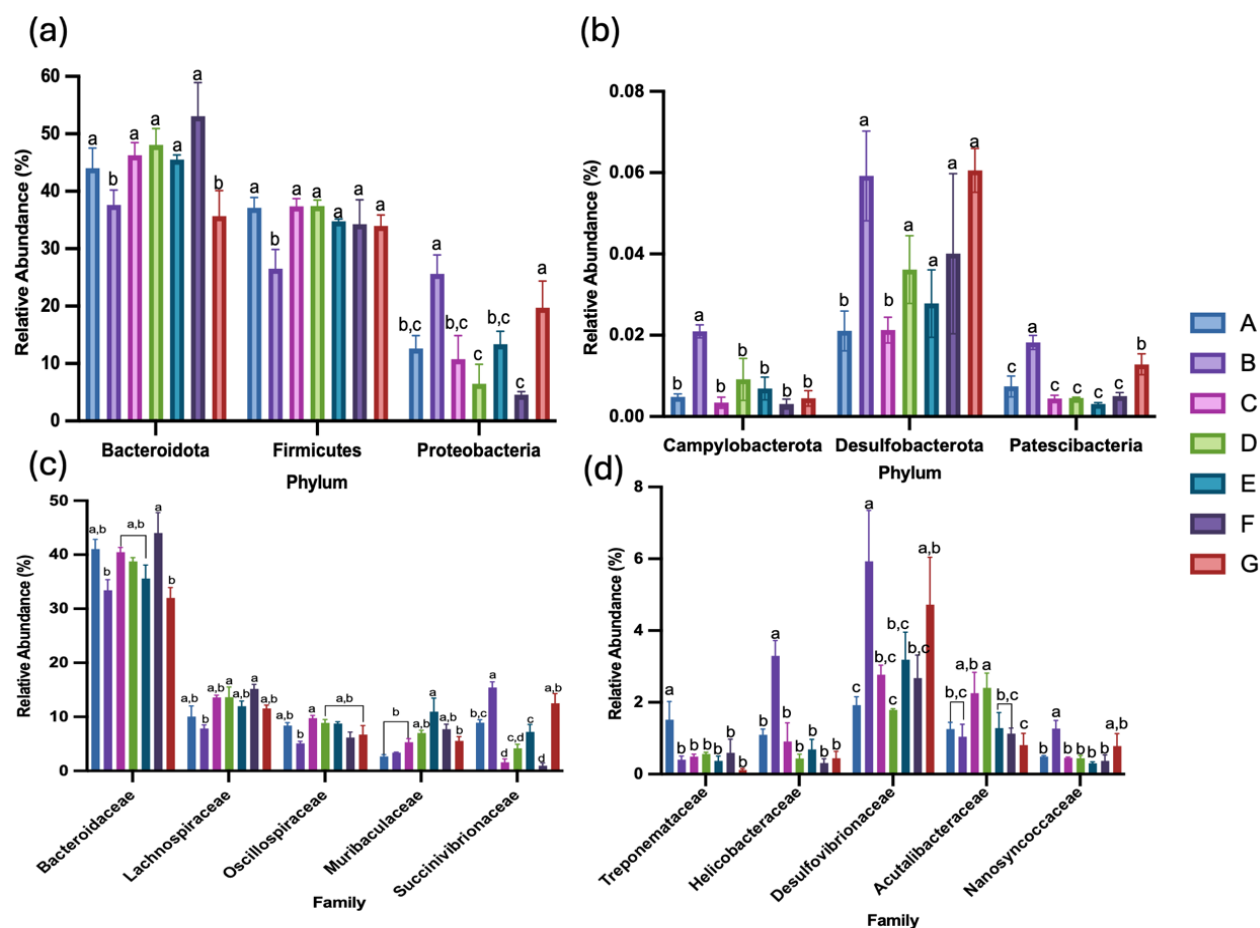 (a)
60
50
40
30
20
10
0
Relative Abundance (%)
a b a a a a b
a b a a a a a
b,c a b,c c b,c c a
Bacteroidota Firmicutes Proteobacteria
Phylum
(b)
0.08
0.06
0.04
0.02
0.00
Relative Abundance (%)
b a b b b b b
b a b a a a a
c a c c c c b
Campylobacterota Desulfobacterota Patescibacteria
Phylum
A
B
C
D
E
F
G
(c)
50
40
30
20
10
0
Relative Abundance (%)
a,b b a,b a b
a,b b a,b a,b a,b a a,b
a,b b a a,b
b a,b a a,b b
b,c a d c,d c d a,b
Bacteroidaceae Lachnospiraceae Oscillospiraceae Muribaculaceae Succinivibrionaceae
Family
(d)
8
6
4
2
0
Relative Abundance (%)
a b b b b b b
b a b b b b b
c a b,c c b,c b,c a,b
b,c a,b a b,c c
b a b b b b a,b
Treponemataceae Helicobacteraceae Desulfovibrionaceae Acutalibacteraceae Nanosyncoccaceae
Family